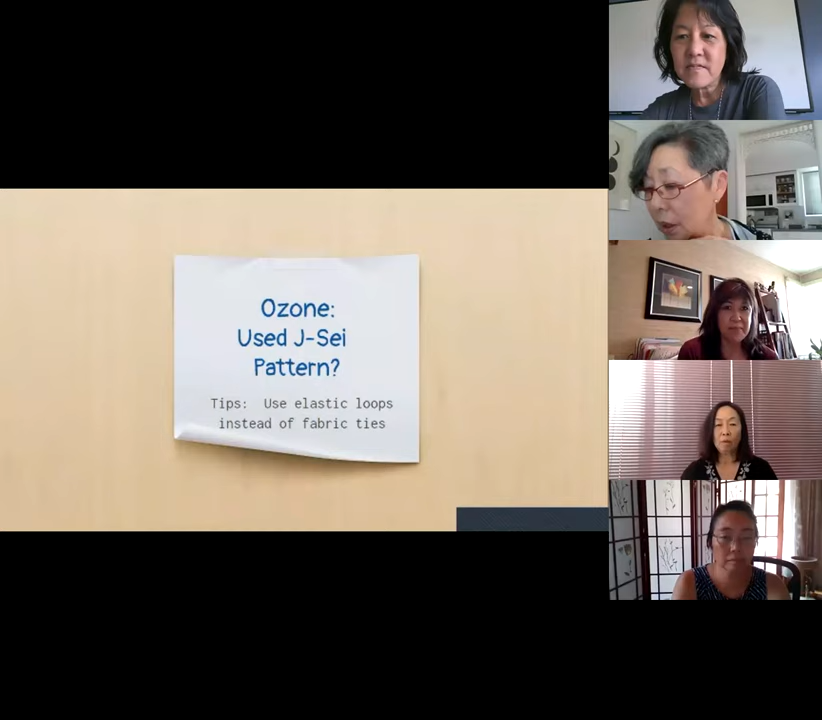 Ozone:
Used J-Sei
Pattern?
Tips: Use elastic loops
instead of fabric ties